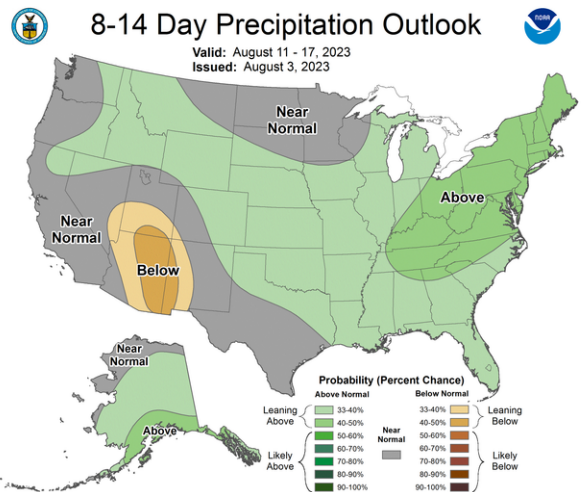 8-14 Day Precipitation Outlook
Valid: August 11 - 17, 2023
Issued: August 3, 2023
NOAA
Near
Normal
Above
Near
Normal
Below
Near
Normal
Above
Probability (Percent Chance)
Above Normal
Below Normal
Leaning
Above
33-40%
40-50%
Likely
Above
50-60%
60-70%
70-80%
80-90%
90-100%
Near
Normal
33-40%
40-50%
Leaning
Below
50-60%
60-70%
70-80%
80-90%
90-100%
Likely
Below